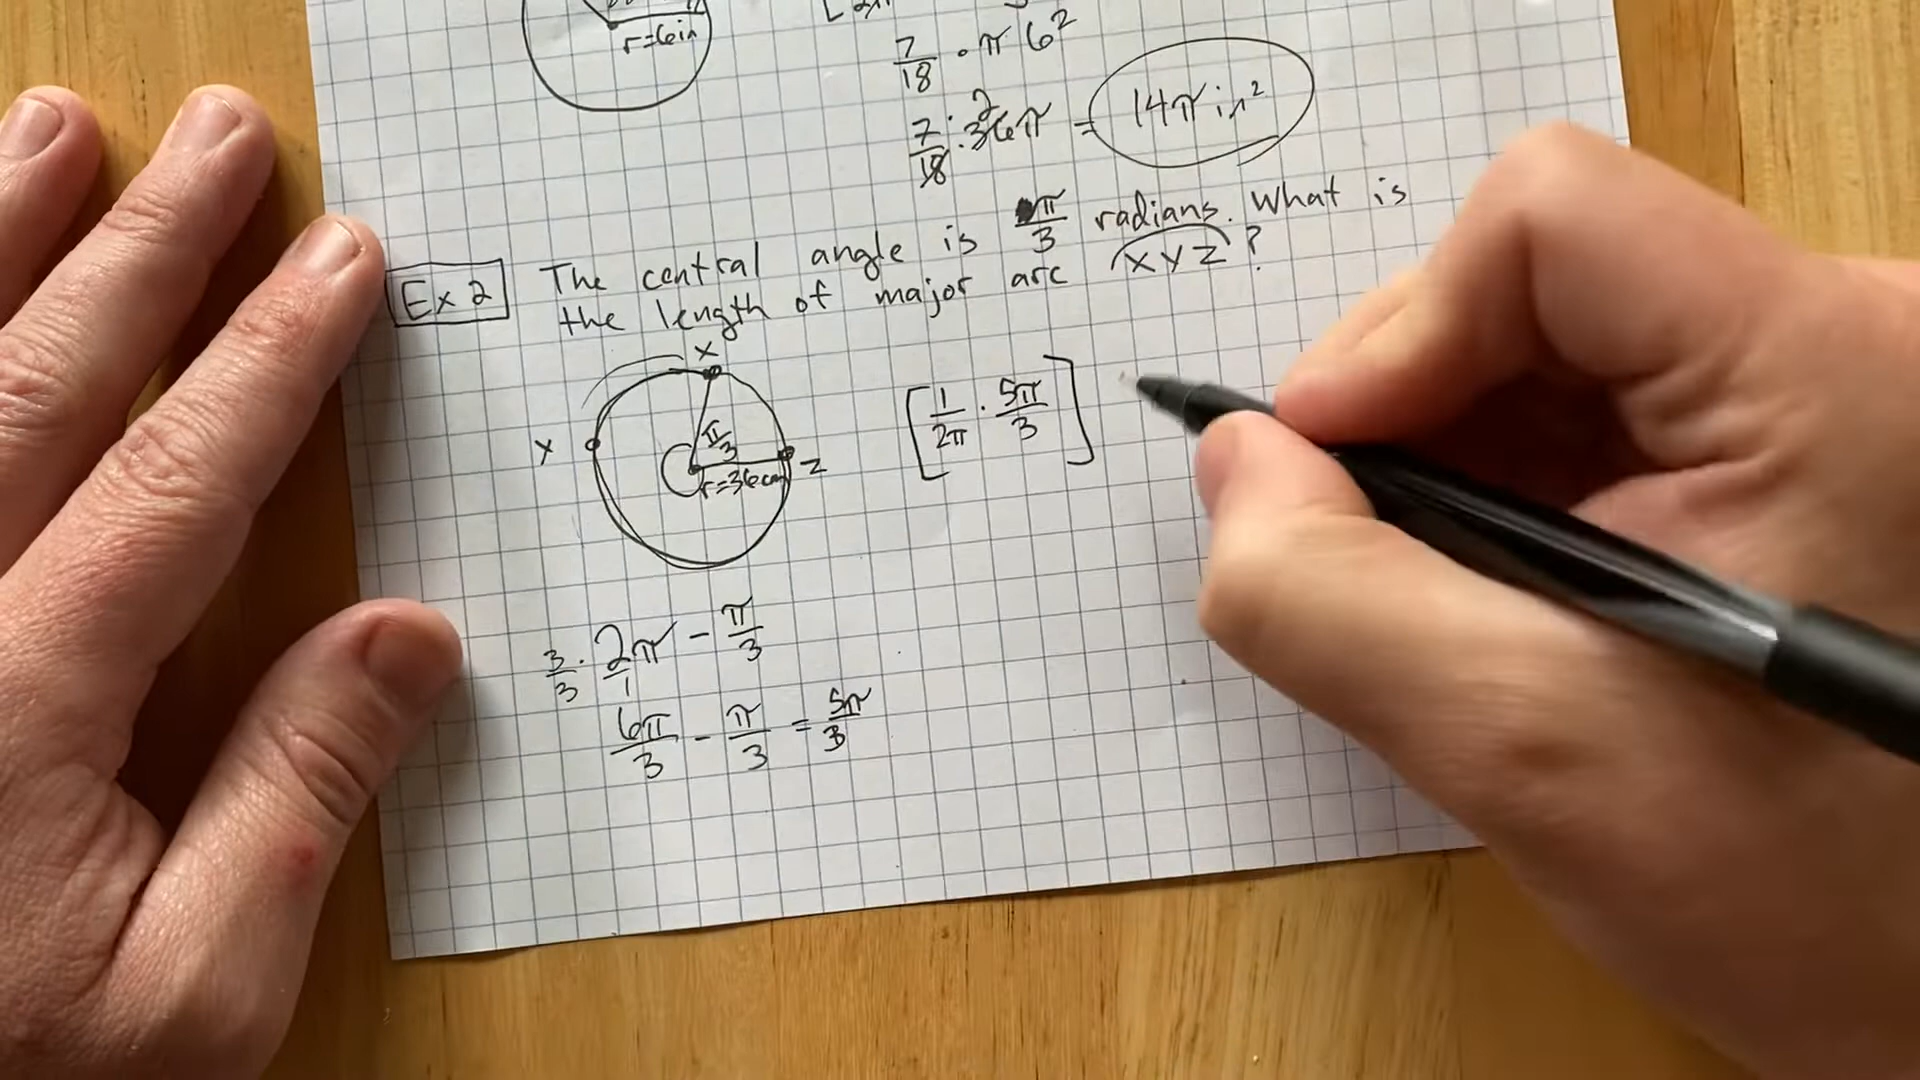 r=6in
7/18 · π 6²
7/18 · 36π = 14π in²
2
Ex 2 The central angle is π/3 radians. What is
the length of major arc XYZ?
x
x
π/3
z
r=36cm
[1/2π · 5π/3]
3/3 · 2π/1 - π/3
6π/3 - π/3 = 5π/3